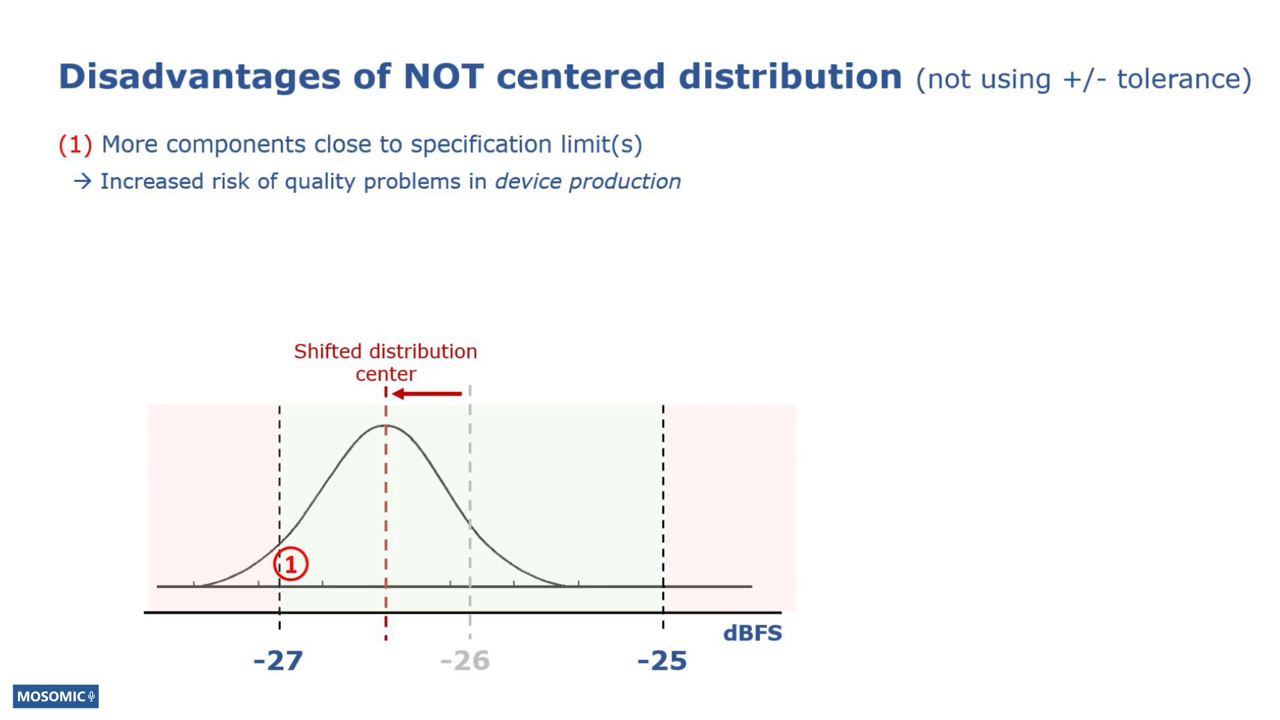 Disadvantages of NOT centered distribution (not using +/- tolerance)
(1) More components close to specification limit(s)
→ Increased risk of quality problems in device production
Shifted distribution
center
1
dBFS
-27
-26
-25
MOSOMIC